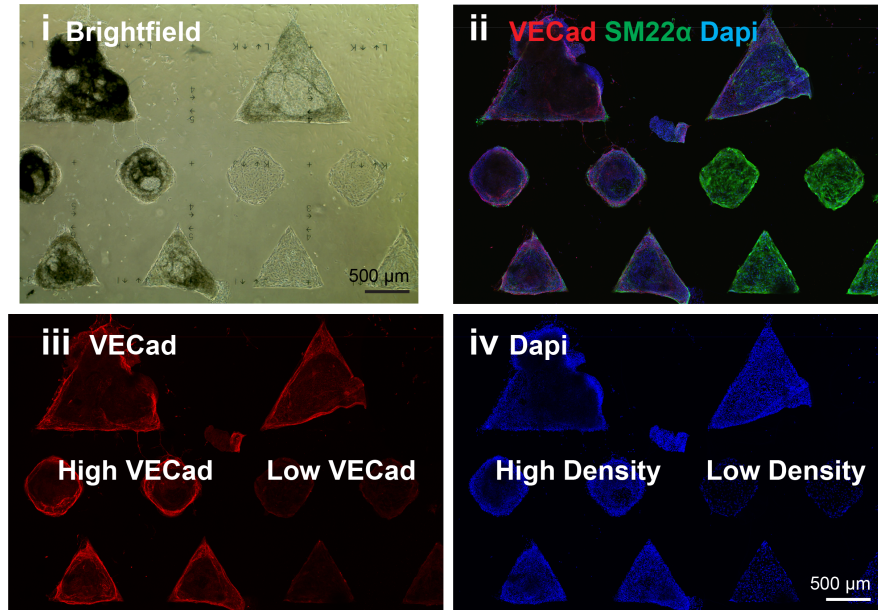 i Brightfield
500 µm
ii VECad SM22α Dapi
iii VECad
High VECad Low VECad
iv Dapi
High Density Low Density
500 µm